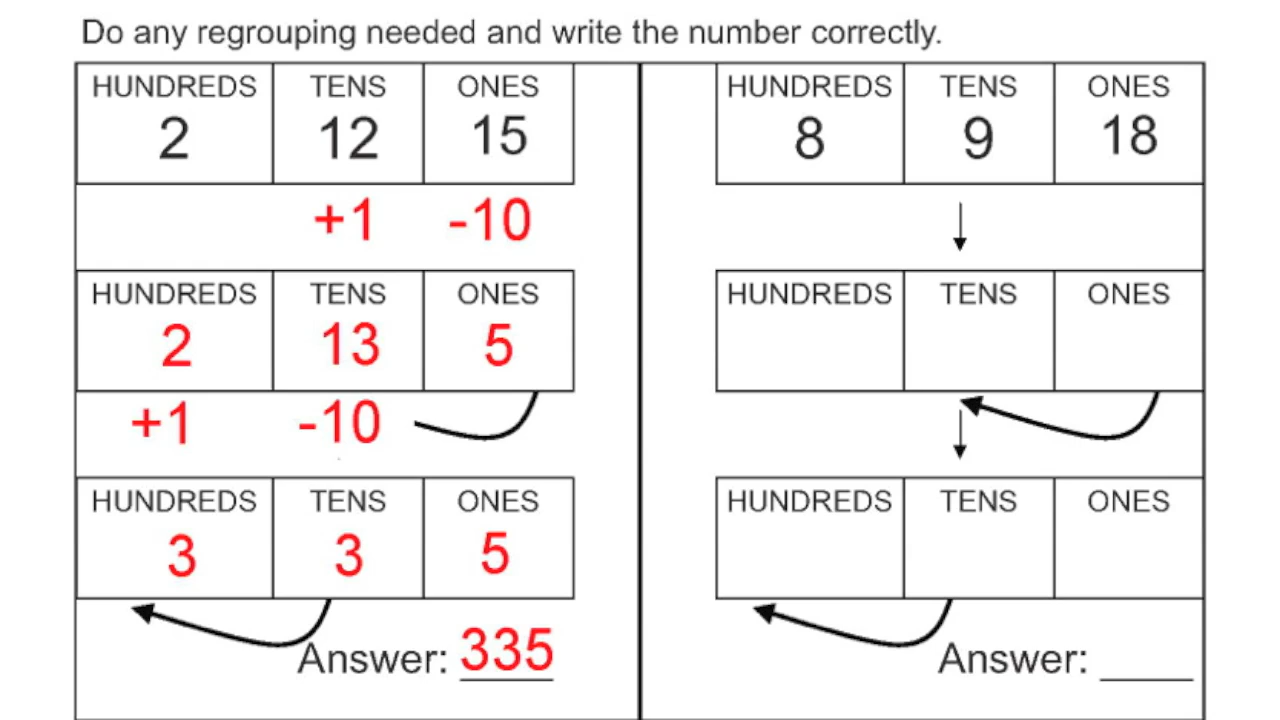 Do any regrouping needed and write the number correctly.
HUNDREDS TENS ONES
2 12 15
+1 -10
HUNDREDS TENS ONES
2 13 5
+1 -10
HUNDREDS TENS ONES
3 3 5
Answer: 335
HUNDREDS TENS ONES
8 9 18
HUNDREDS TENS ONES
HUNDREDS TENS ONES
Answer: ____